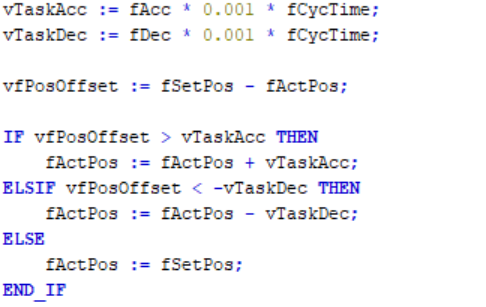 vTaskAcc := fAcc * 0.001 * fCycTime;
vTaskDec := fDec * 0.001 * fCycTime;
vfPosOffset := fSetPos - fActPos;
IF vfPosOffset > vTaskAcc THEN
fActPos := fActPos + vTaskAcc;
ELSIF vfPosOffset < -vTaskDec THEN
fActPos := fActPos - vTaskDec;
ELSE
fActPos := fSetPos;
END_IF